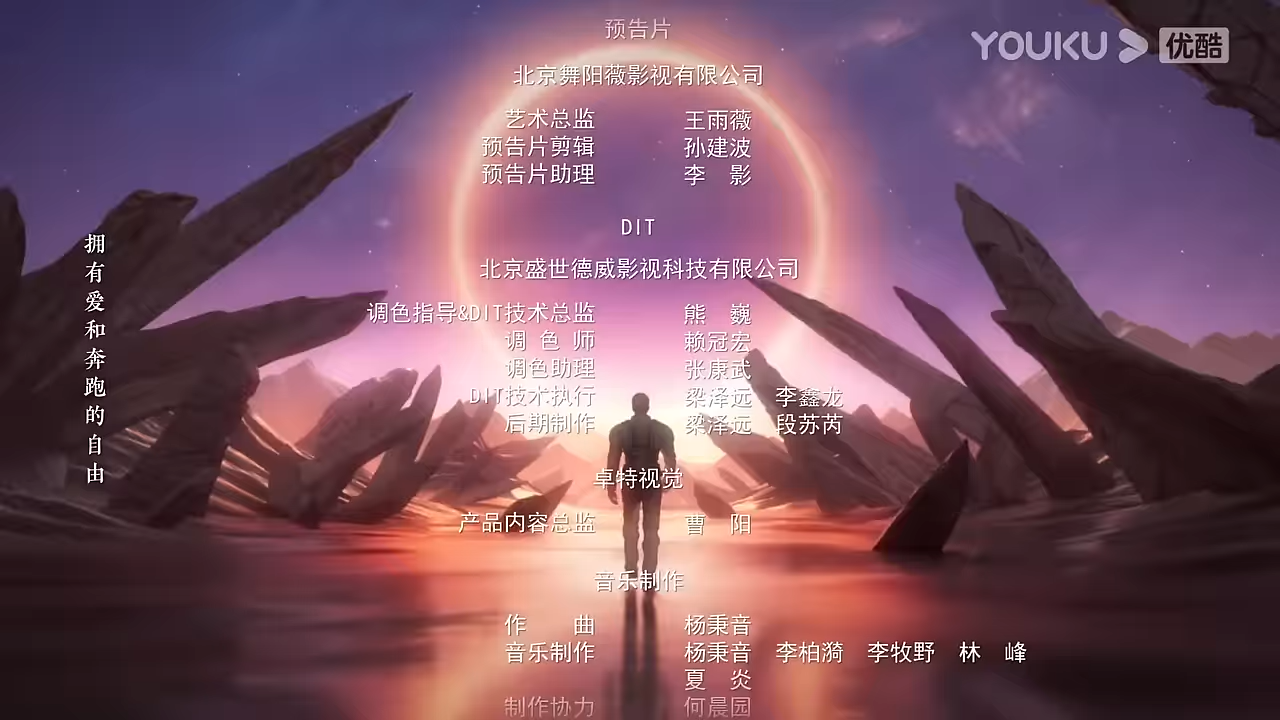 预告片
YOUKU 优酷
北京舞阳薇影视有限公司
艺术总监 王雨薇
预告片剪辑 孙建波
预告片助理 李 影
DIT
北京盛世德威影视科技有限公司
拥有爱和奔跑的自由
调色指导&DIT技术总监 熊 巍
调 色 师 赖冠宏
调色助理 张康武
DIT技术执行 梁泽远 李鑫龙
后期制作 梁泽远 段苏芮
卓特视觉
产品内容总监 曹 阳
音乐制作
作 曲 杨秉音
音乐制作 杨秉音 李柏漪 李牧野 林 峰
夏 炎
制作协力 何晨园